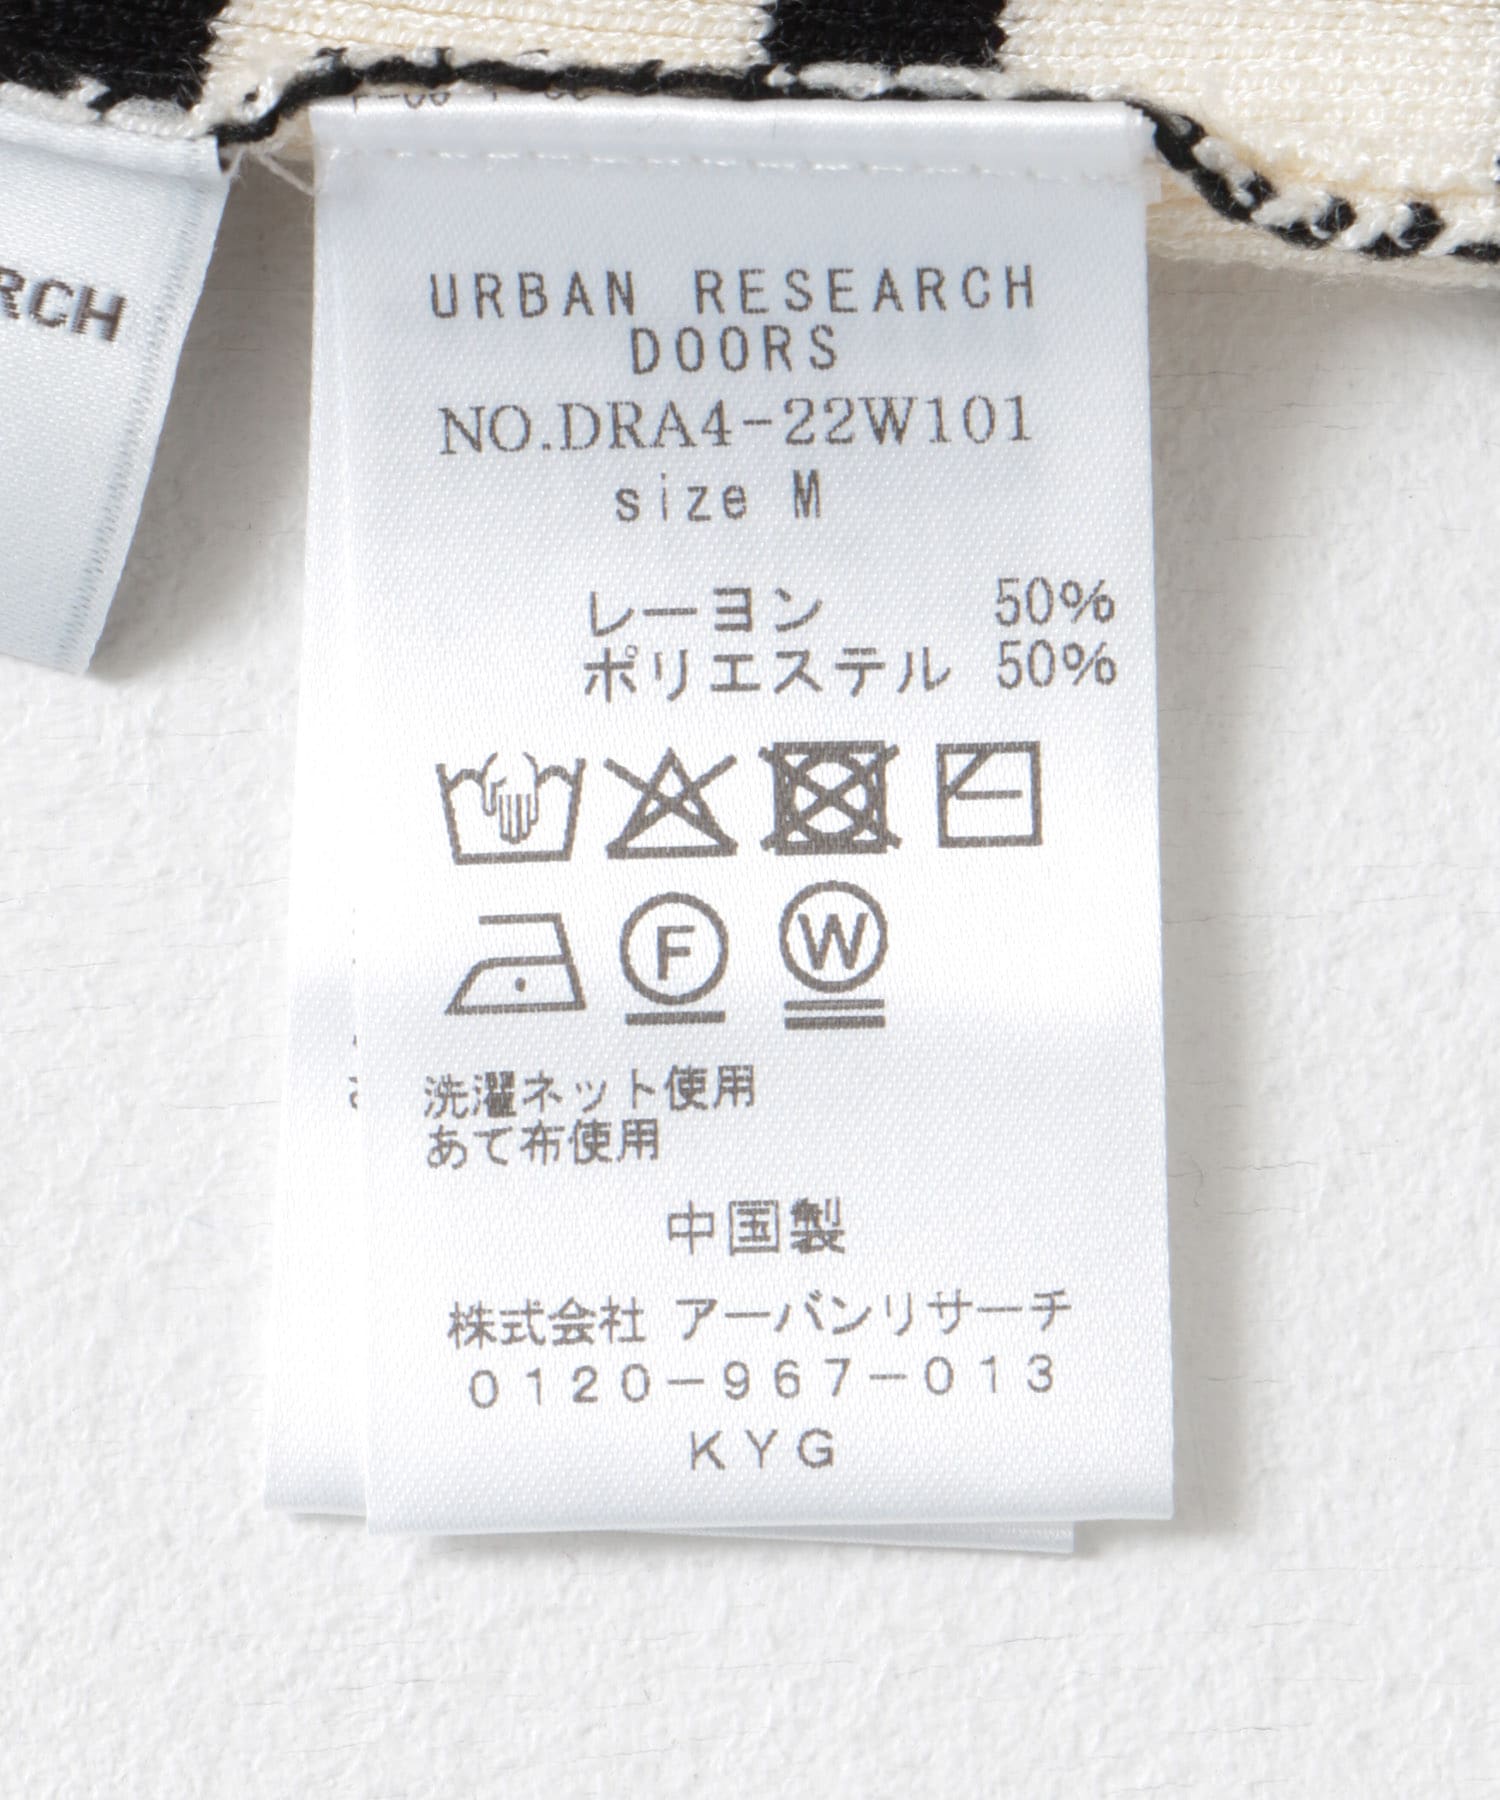 RCH
URBAN RESEARCH
DOORS
NO.DRA4-22W101
size M
レーヨン 50%
ポリエステル 50%
F
W
洗濯ネット使用
あて布使用
中国製
株式会社 アーバンリサーチ
0120-967-013
KYG